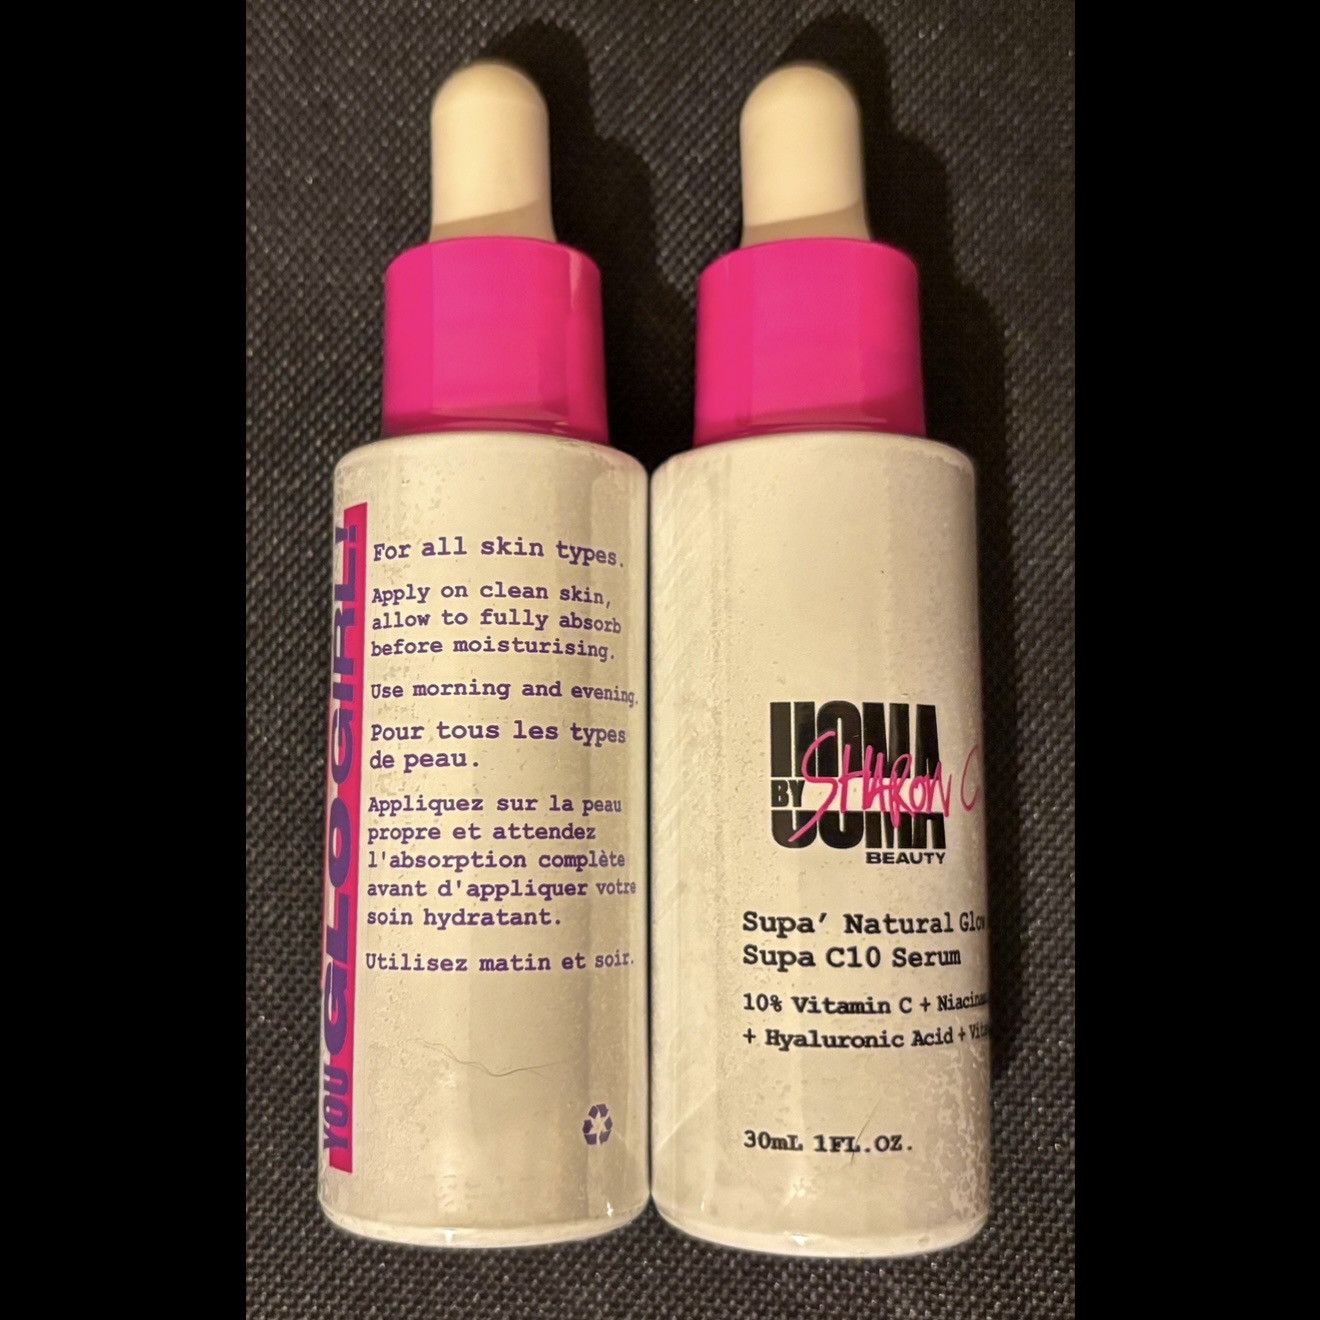 YOU GLO GIRL!
For all skin types.
Apply on clean skin,
allow to fully absorb
before moisturising.
Use morning and evening.
Pour tous les types
de peau.
Appliquez sur la peau
propre et attendez
l'absorption complète
avant d'appliquer votre
soin hydratant.
Utilisez matin et soir.
UOMA
BY SHARON C
BEAUTY
Supa' Natural Glow
Supa C10 Serum
10% Vitamin C +
+ Hyaluronic Acid +
30mL 1FL.OZ.